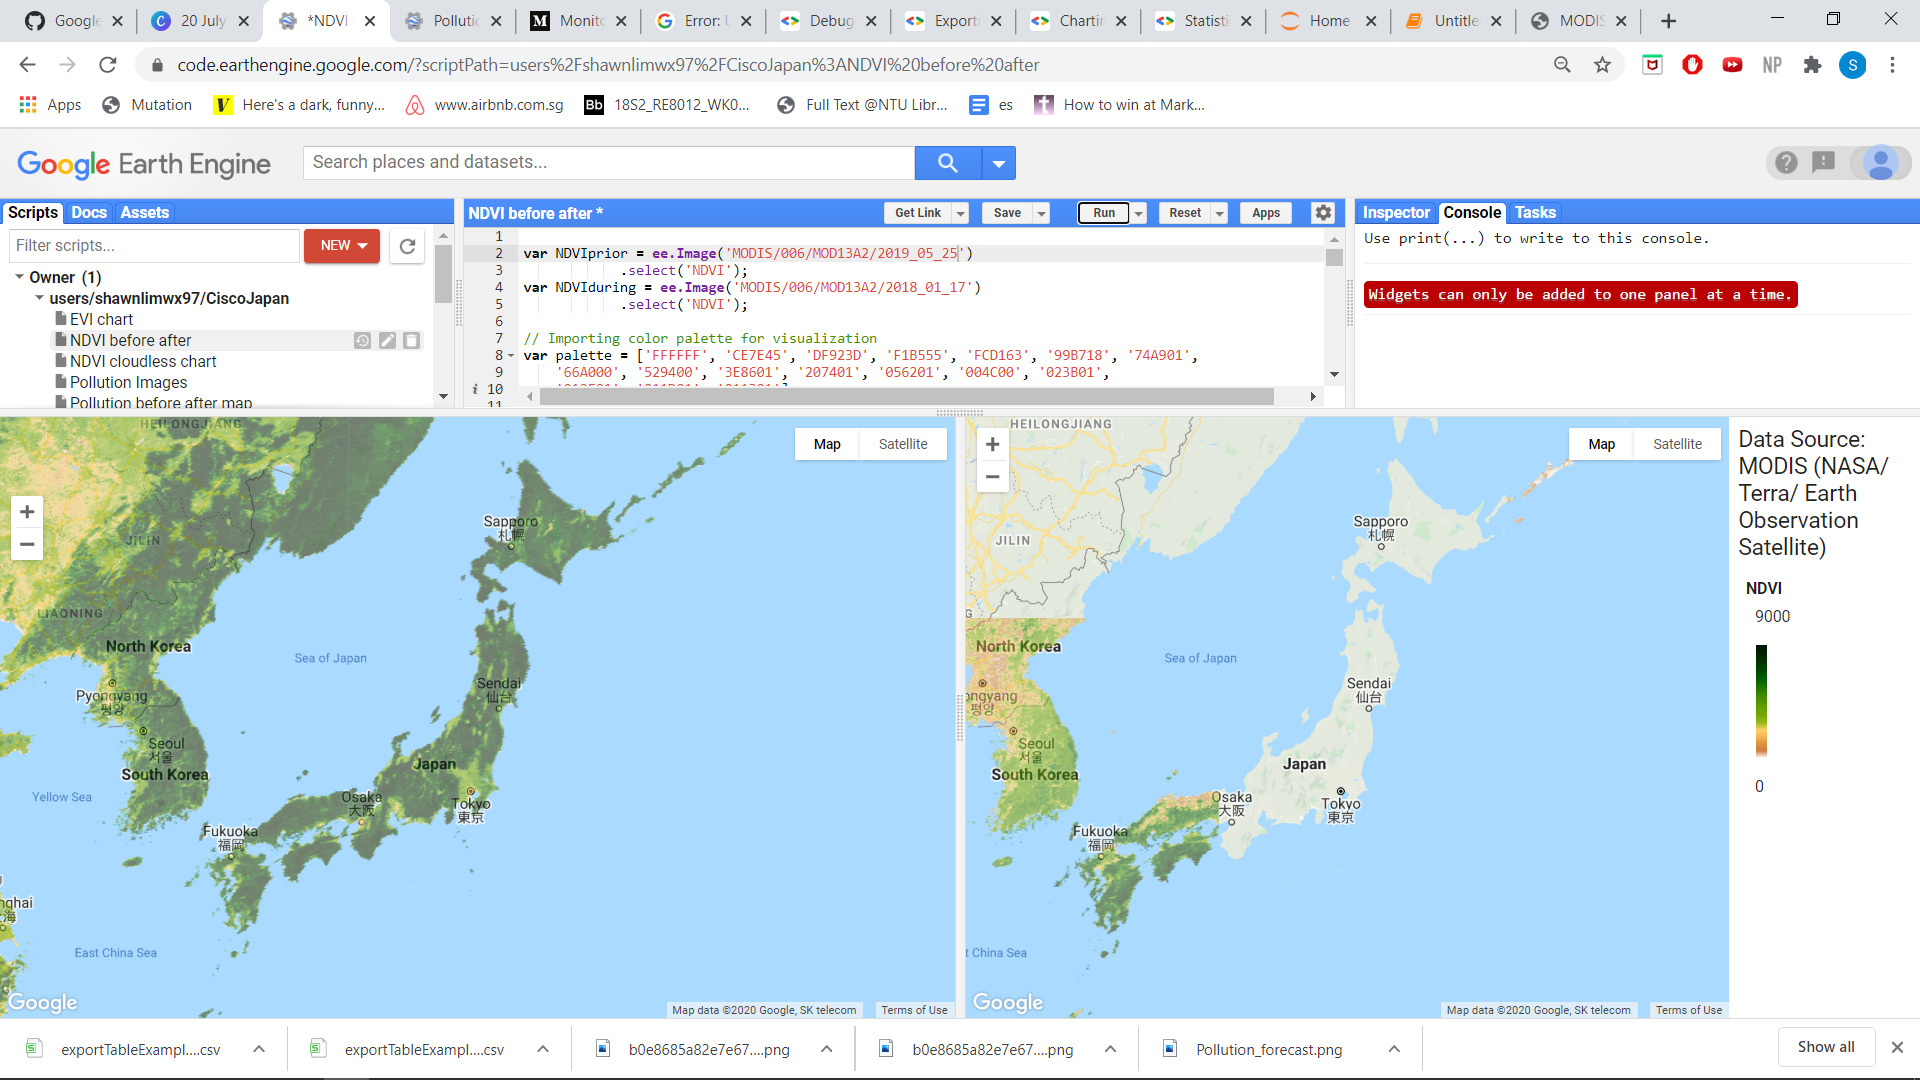 Google
20 July
*NDVI
Pollutic
Monito
Error: U
Debug
Exporti
Chartin
Statisti
Home
Untitle
MODIS
code.earthengine.google.com/?scriptPath=users%2Fshawnlimwx97%2FCiscoJapan%3ANDVI%20before%20after
NP
S
Apps
Mutation
Here's a dark, funny...
www.airbnb.com.sg
Bb 18S2_RE8012_WK0...
Full Text @NTU Libr...
es
t How to win at Mark...
Google Earth Engine
Search places and datasets...
Scripts Docs Assets
Filter scripts...
NEW
Owner (1)
users/shawnlimwx97/CiscoJapan
EVI chart
NDVI before after
NDVI cloudless chart
Pollution Images
Pollution before after map
NDVI before after *
Get Link Save Run Reset Apps
1
2 var NDVIprior = ee.Image('MODIS/006/MOD13A2/2019_05_25')
3 .select('NDVI');
4 var NDVIduring = ee.Image('MODIS/006/MOD13A2/2018_01_17')
5 .select('NDVI');
6
7 // Importing color palette for visualization
8 var palette = ['FFFFFF', 'CE7E45', 'DF923D', 'F1B555', 'FCD163', '99B718', '74A901',
9 '66A000', '529400', '3E8601', '207401', '056201', '004C00', '023B01',
i 10
11
Inspector Console Tasks
Use print(...) to write to this console.
Widgets can only be added to one panel at a time.
HEILONGJIANG
Map Satellite
+
−
JILIN
LIAONING
Sapporo
札幌
North Korea
Sea of Japan
Pyongyang
평양
Sendai
仙台
Seoul
서울
South Korea
Japan
Yellow Sea
Osaka
大阪
Tokyo
東京
Fukuoka
福岡
nghai
海
East China Sea
Google
Map data ©2020 Google, SK telecom
Terms of Use
HEILONGJIANG
Map Satellite
+
−
JILIN
G
Sapporo
札幌
North Korea
Sea of Japan
ongyang
평양
Sendai
仙台
Seoul
서울
South Korea
Japan
Osaka
大阪
Tokyo
東京
Fukuoka
福岡
t China Sea
Google
Map data ©2020 Google, SK telecom
Terms of Use
Data Source:
MODIS (NASA/
Terra/ Earth
Observation
Satellite)
NDVI
9000
0
exportTableExampl....csv
exportTableExampl....csv
b0e8685a82e7e67....png
b0e8685a82e7e67....png
Pollution_forecast.png
Show all